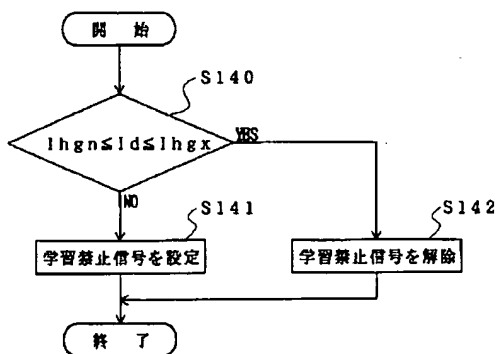 開 始
S140
Ihgn≦Id≦Ihgx
YES
NO
S141
S142
学習禁止信号を設定
学習禁止信号を解除
終 了